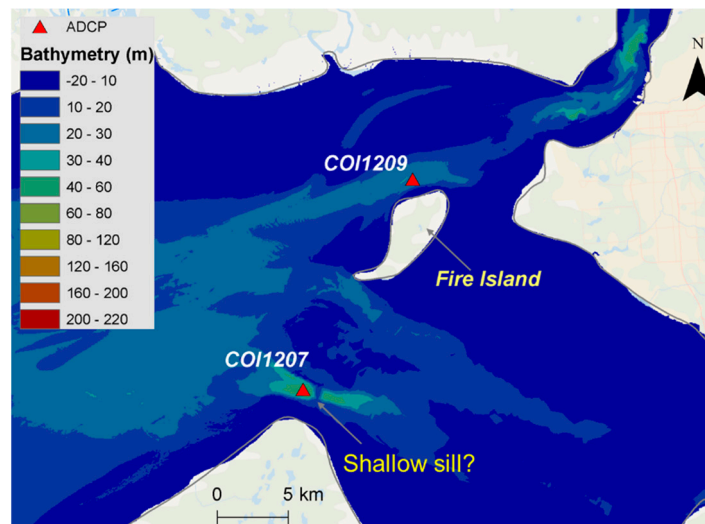 ADCP
Bathymetry (m)
-20 - 10
10 - 20
20 - 30
30 - 40
40 - 60
60 - 80
80 - 120
120 - 160
160 - 200
200 - 220
N
COI1209
Fire Island
COI1207
Shallow sill?
0 5 km